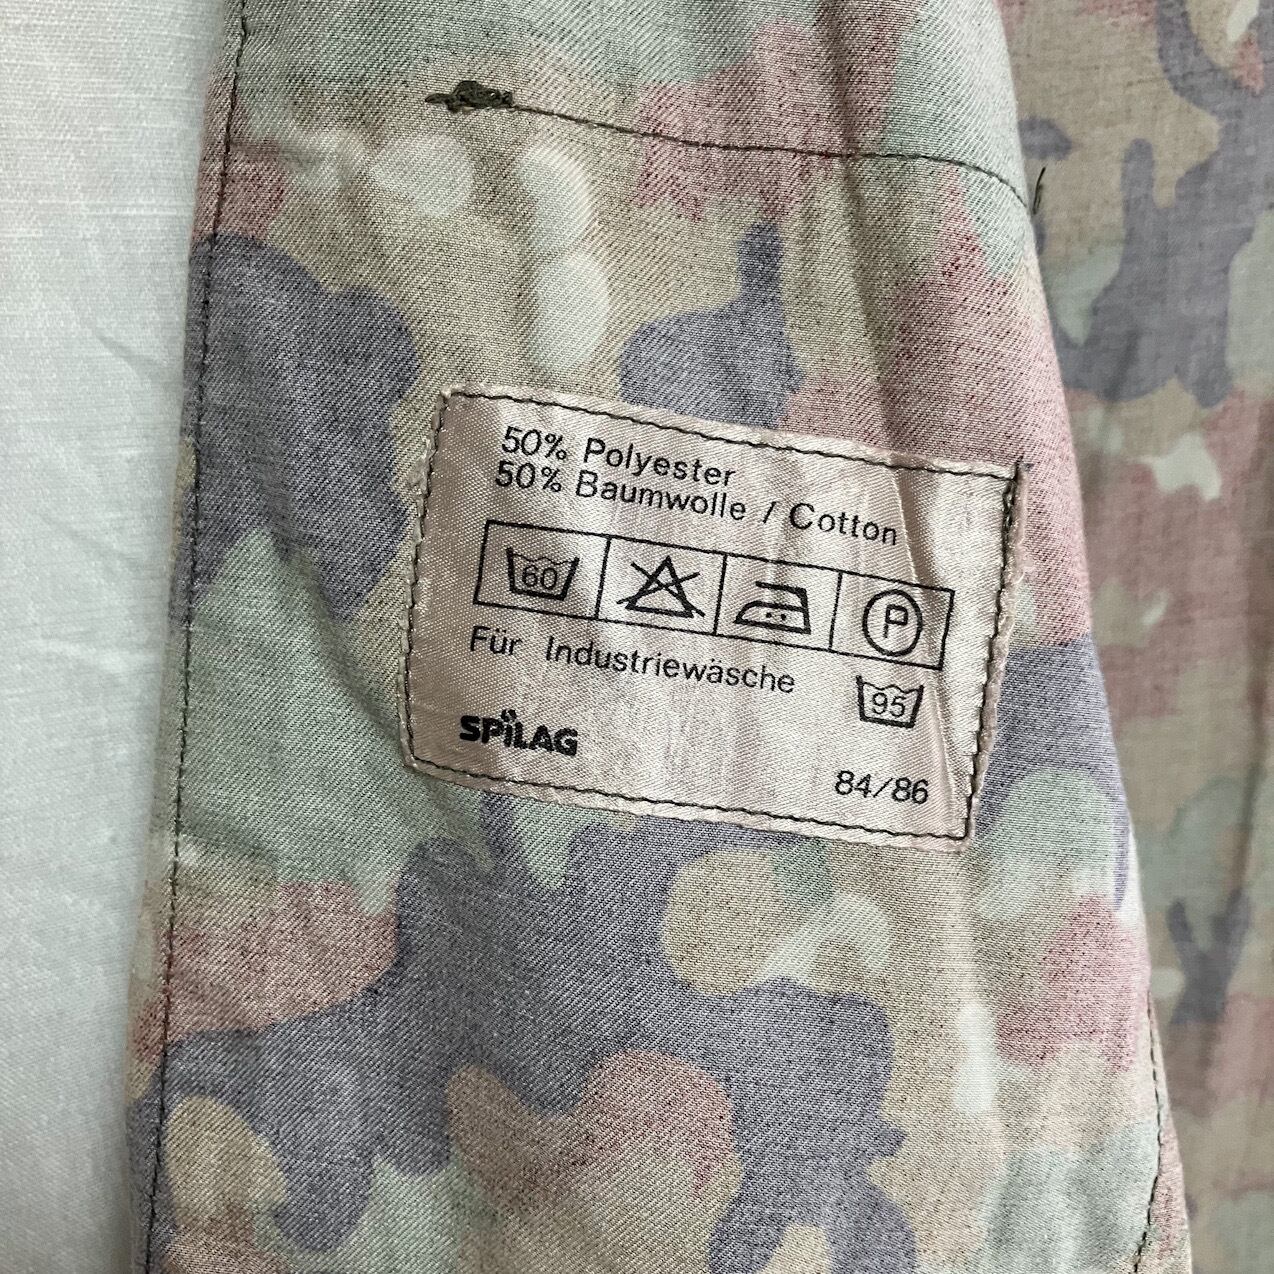 50% Polyester
50% Baumwolle / Cotton
60
P
Für Industriewäsche
95
SPiLAG
84/86